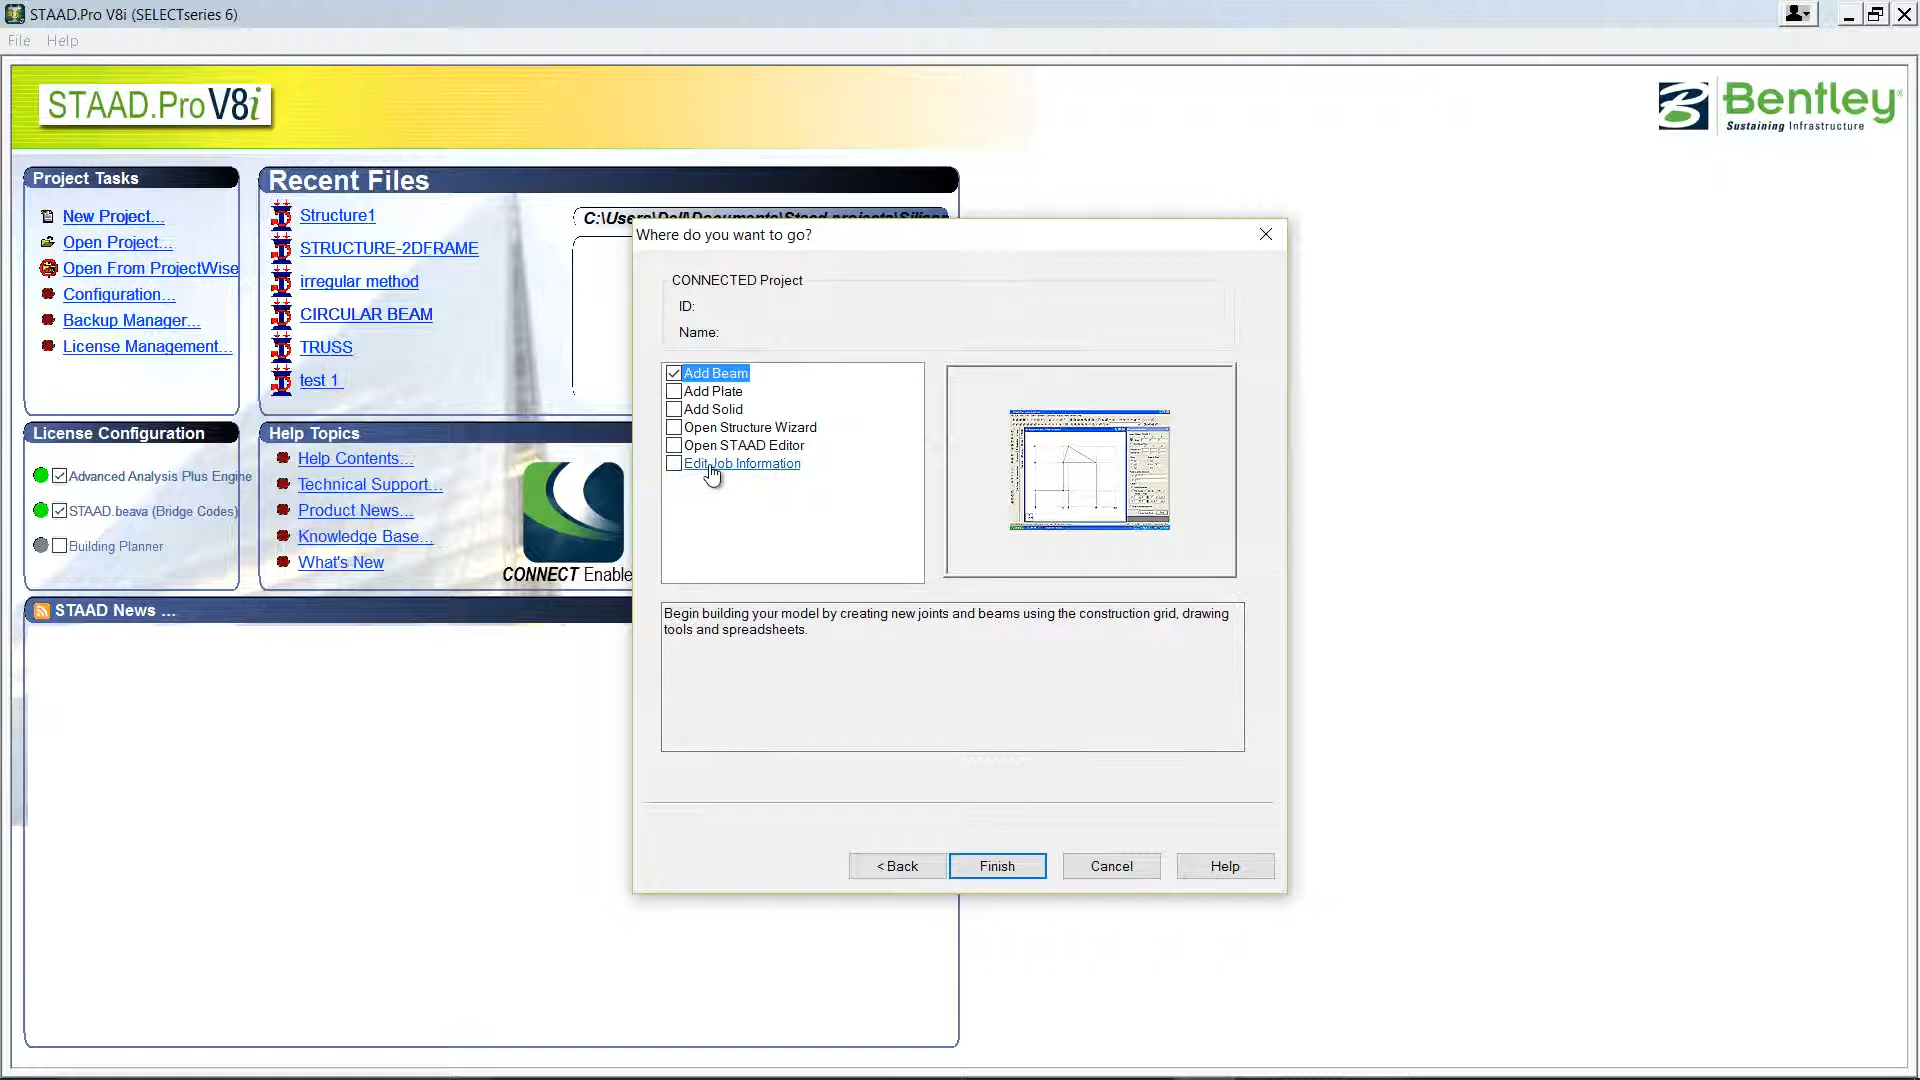 STAAD.Pro V8i (SELECTseries 6)
File Help
STAAD.Pro V8i
Bentley
Sustaining Infrastructure
Project Tasks
New Project...
Open Project...
Open From ProjectWise
Configuration...
Backup Manager...
License Management...
Recent Files
Structure1
STRUCTURE-2DFRAME
irregular method
CIRCULAR BEAM
TRUSS
test 1
C:\Users\Dell\Documents\Staad projects\
License Configuration
Advanced Analysis Plus Engine
STAAD.beava (Bridge Codes)
Building Planner
Help Topics
Help Contents...
Technical Support...
Product News...
Knowledge Base...
What's New
CONNECT Enable
STAAD News ...
Where do you want to go?
CONNECTED Project
ID:
Name:
Add Beam
Add Plate
Add Solid
Open Structure Wizard
Open STAAD Editor
Edit Job Information
Begin building your model by creating new joints and beams using the construction grid, drawing
tools and spreadsheets.
< Back
Finish
Cancel
Help